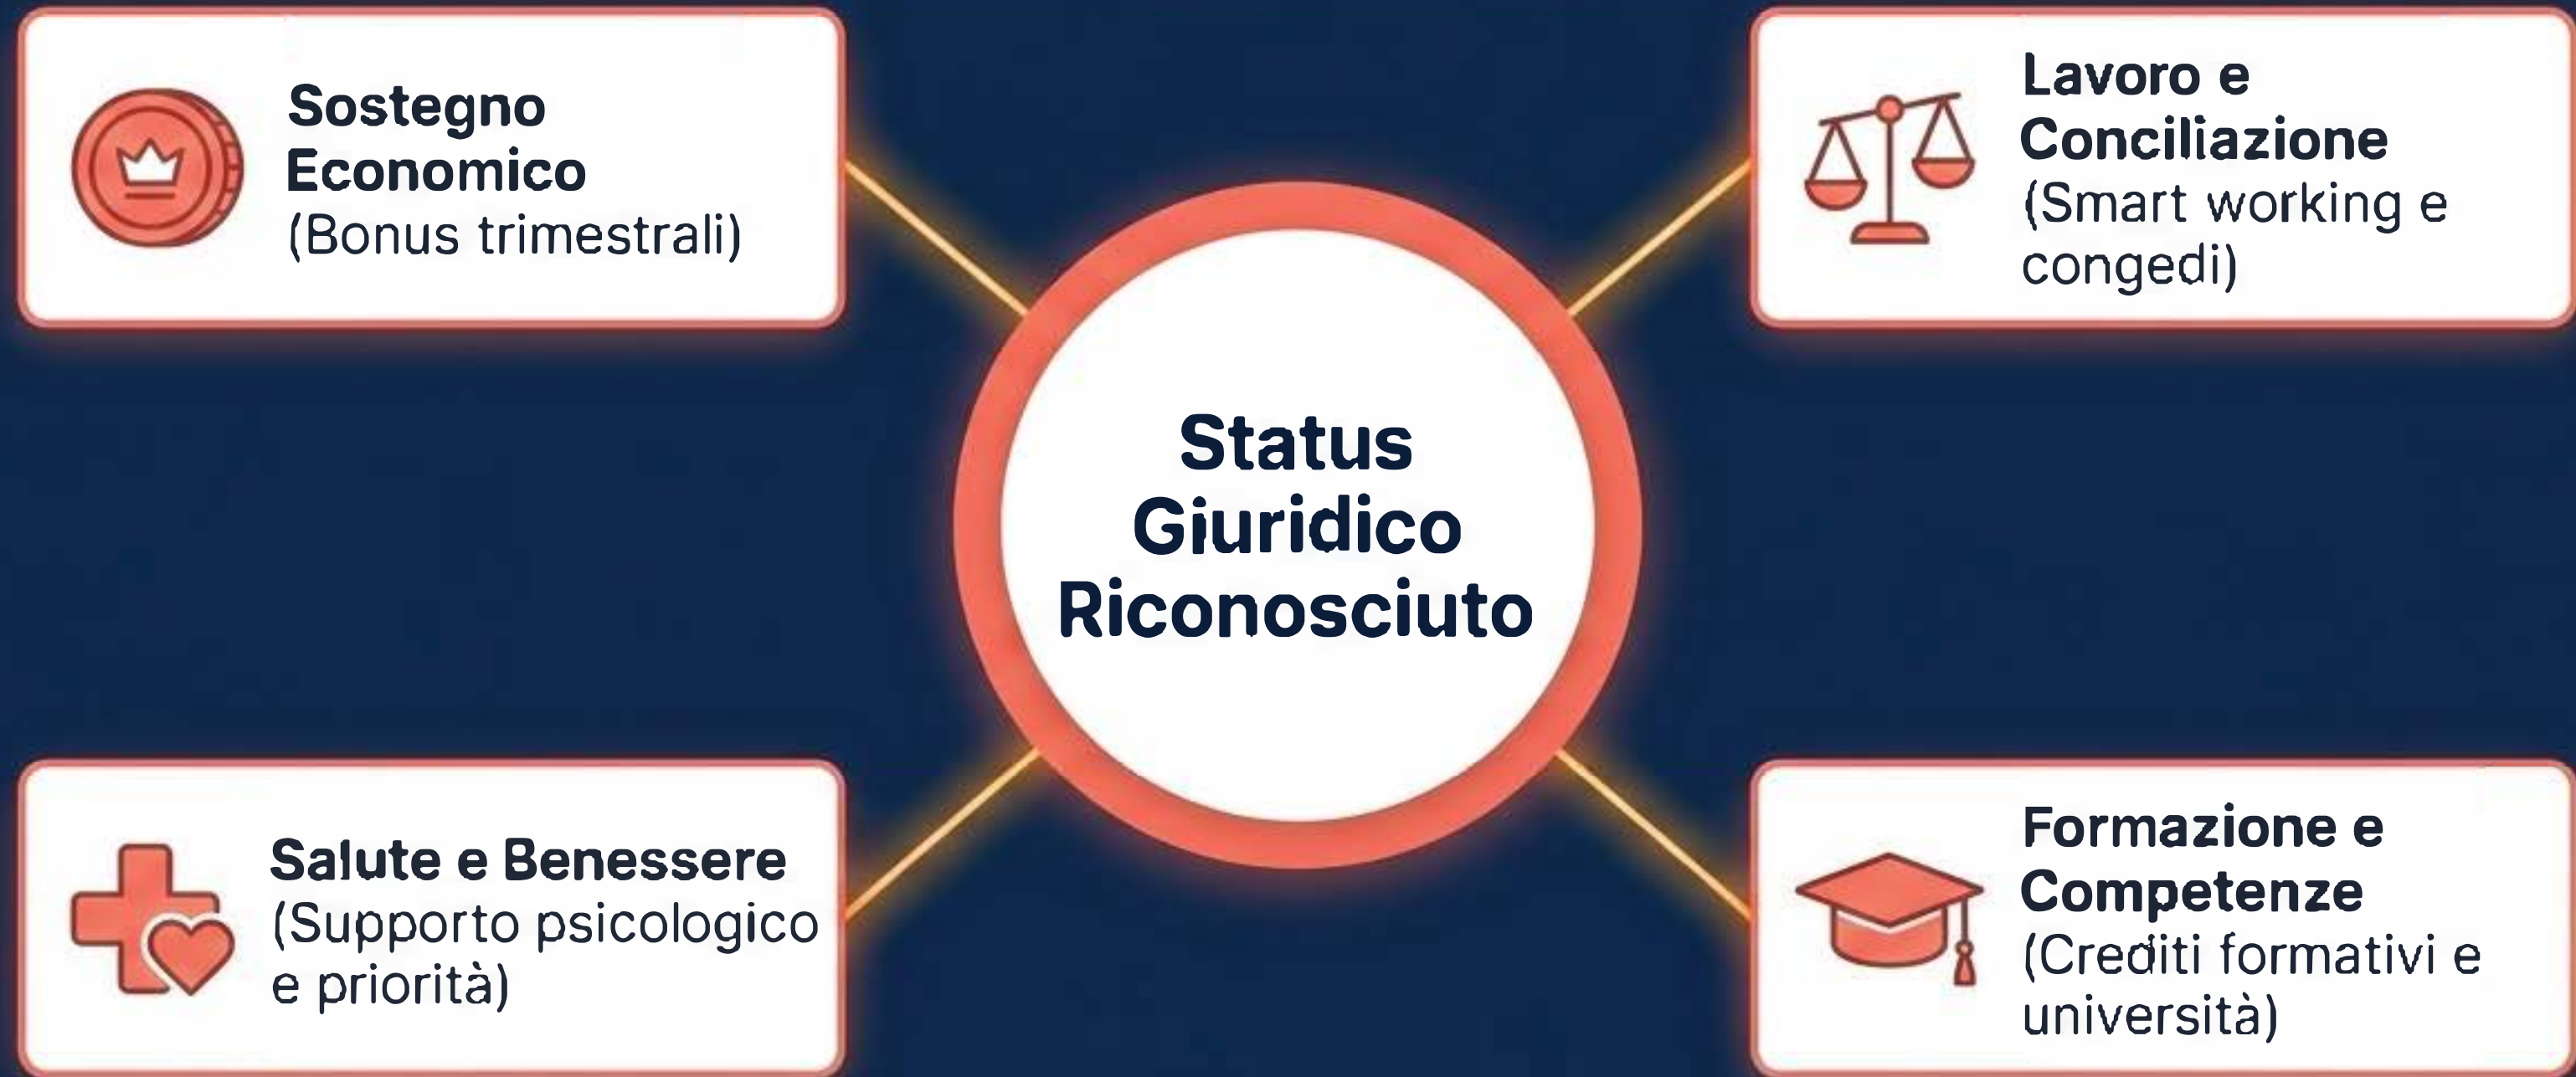 Sostegno
Economico
(Bonus trimestrali)
Lavoro e
Conciliazione
(Smart working e
congedi)
Status
Giuridico
Riconosciuto
Salute e Benessere
(Supporto psicologico
e priorità)
Formazione e
Competenze
(Crediti formativi e
università)